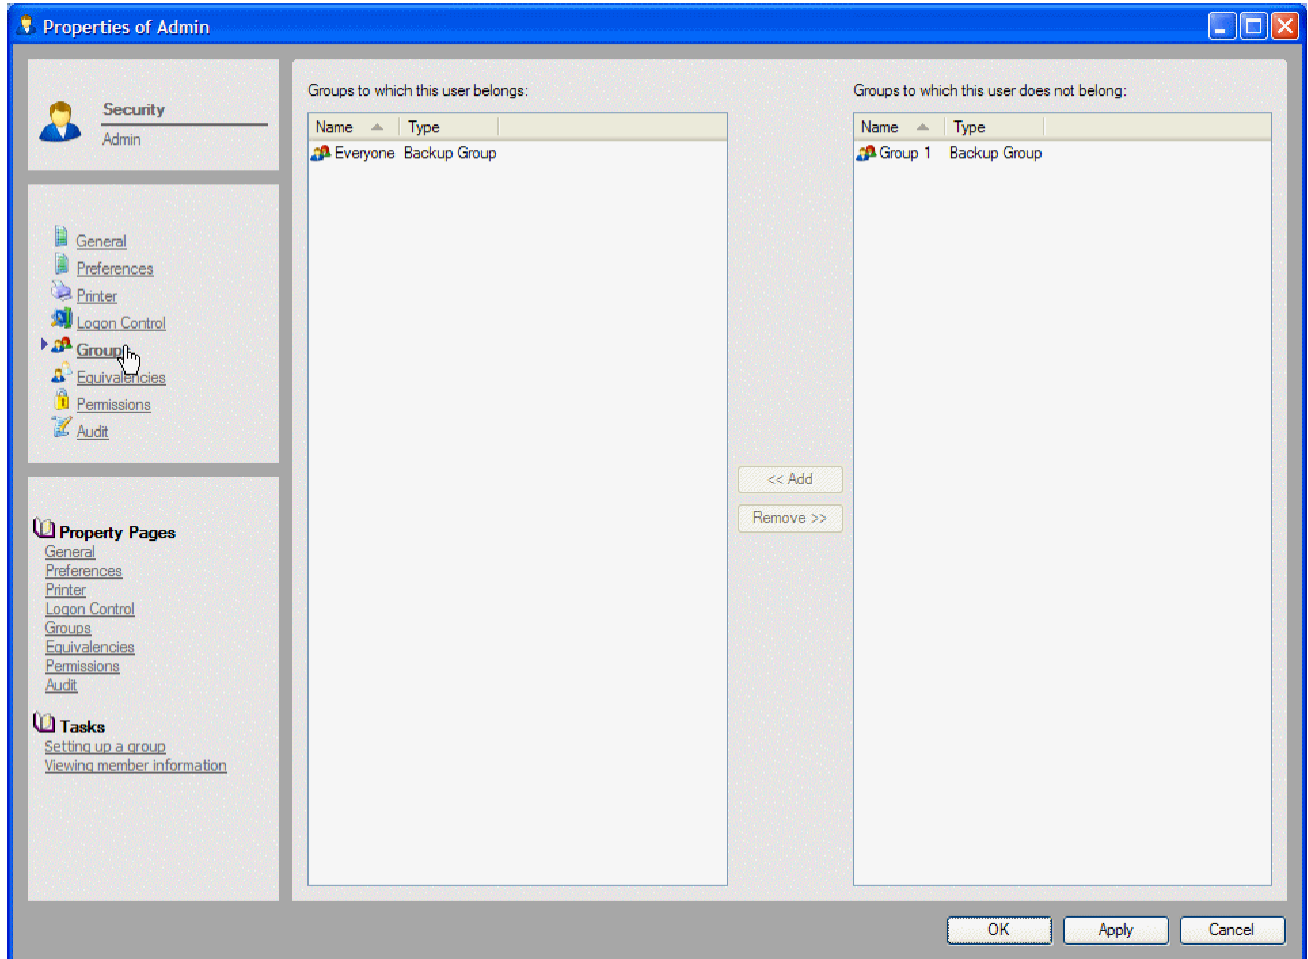 Properties of Admin
Security
Admin
General
Preferences
Printer
Logon Control
Groups
Equivalencies
Permissions
Audit
Property Pages
General
Preferences
Printer
Logon Control
Groups
Equivalencies
Permissions
Audit
Tasks
Setting up a group
Viewing member information
Groups to which this user belongs:
Name Type
Everyone Backup Group
<< Add
Remove >>
Groups to which this user does not belong:
Name Type
Group 1 Backup Group
OK Apply Cancel